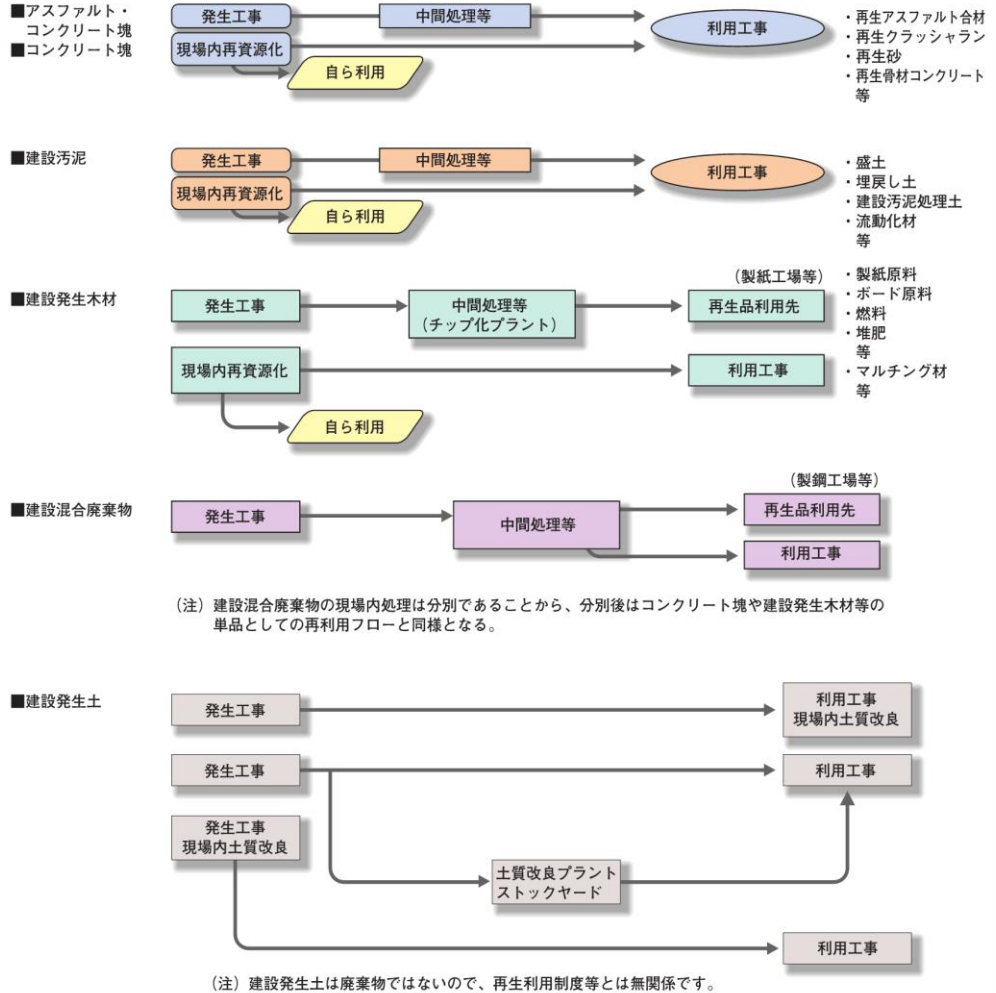 ■アスファルト・
コンクリート塊
■コンクリート塊
発生工事
中間処理等
利用工事
現場内再資源化
自ら利用
・再生アスファルト合材
・再生クラッシャラン
・再生砂
・再生骨材コンクリート
等
■建設汚泥
発生工事
中間処理等
利用工事
現場内再資源化
自ら利用
・盛土
・埋戻し土
・建設汚泥処理土
・流動化材
等
■建設発生木材
発生工事
中間処理等
（チップ化プラント）
（製紙工場等）
再生品利用先
現場内再資源化
利用工事
自ら利用
・製紙原料
・ボード原料
・燃料
・堆肥
等
・マルチング材
等
■建設混合廃棄物
発生工事
中間処理等
（製鋼工場等）
再生品利用先
利用工事
（注）建設混合廃棄物の現場内処理は分別であることから、分別後はコンクリート塊や建設発生木材等の
単品としての再利用フローと同様となる。
■建設発生土
発生工事
利用工事
現場内土質改良
発生工事
利用工事
発生工事
現場内土質改良
土質改良プラント
ストックヤード
利用工事
（注）建設発生土は廃棄物ではないので、再生利用制度等とは無関係です。